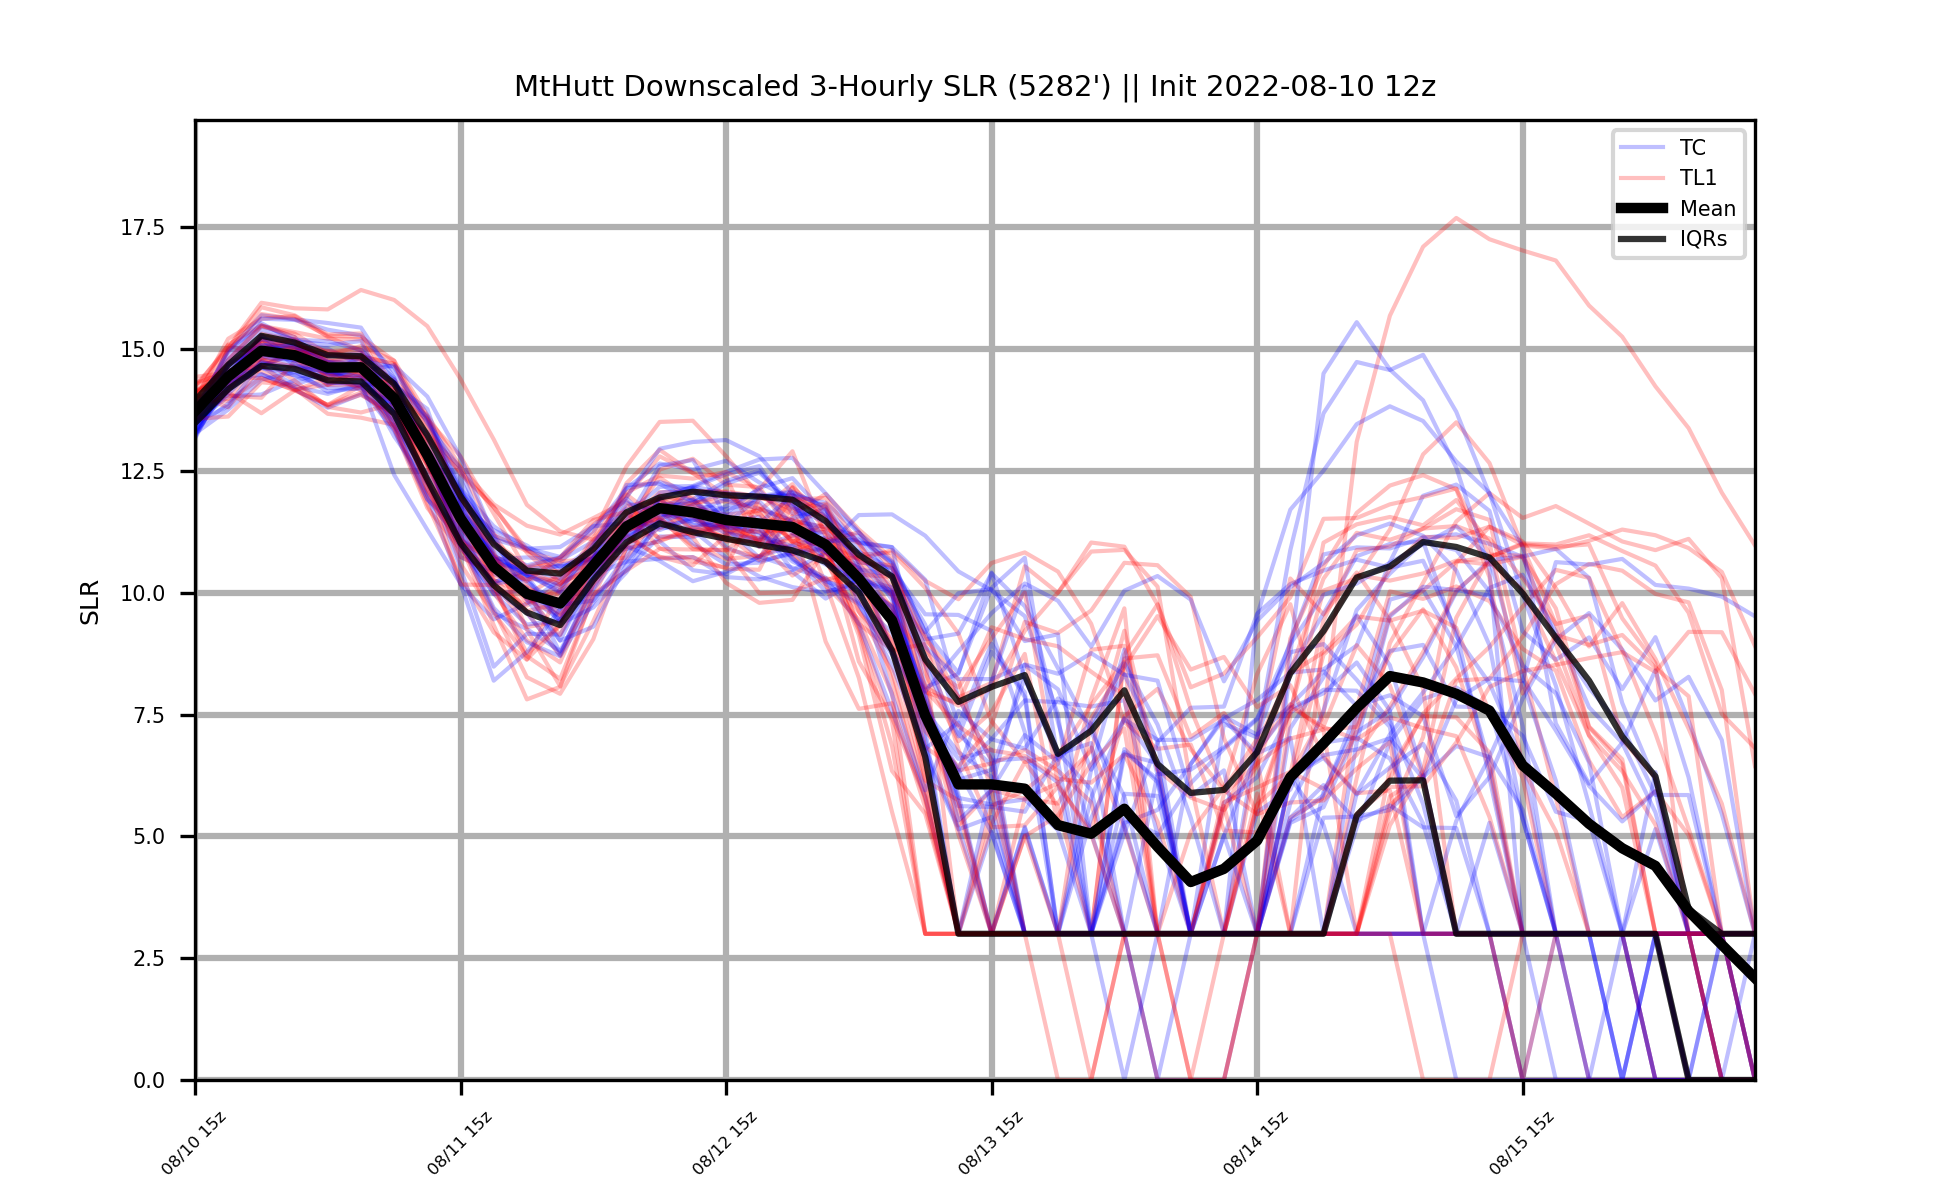 MtHutt Downscaled 3-Hourly SLR (5282') || Init 2022-08-10 12z
TC
TL1
Mean
IQRs
SLR
17.5
15.0
12.5
10.0
7.5
5.0
2.5
0.0
08/10 15z
08/11 15z
08/12 15z
08/13 15z
08/14 15z
08/15 15z